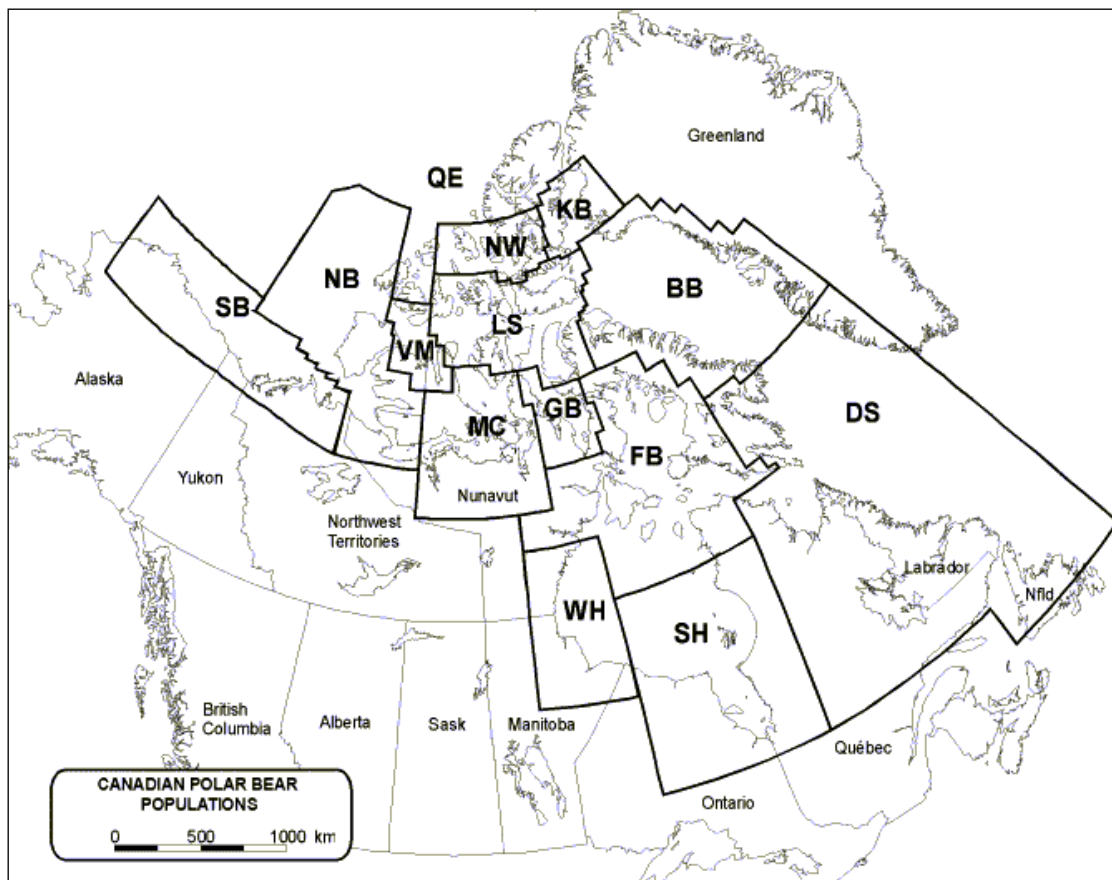 Greenland
QE
KB
NW
NB
BB
SB
LS
VM
Alaska
GB
MC
DS
FB
Yukon
Nunavut
Northwest
Territories
Labrador
Nfld
WH
SH
British
Columbia
Alberta
Sask
Manitoba
Québec
Ontario
CANADIAN POLAR BEAR
POPULATIONS
0 500 1000 km